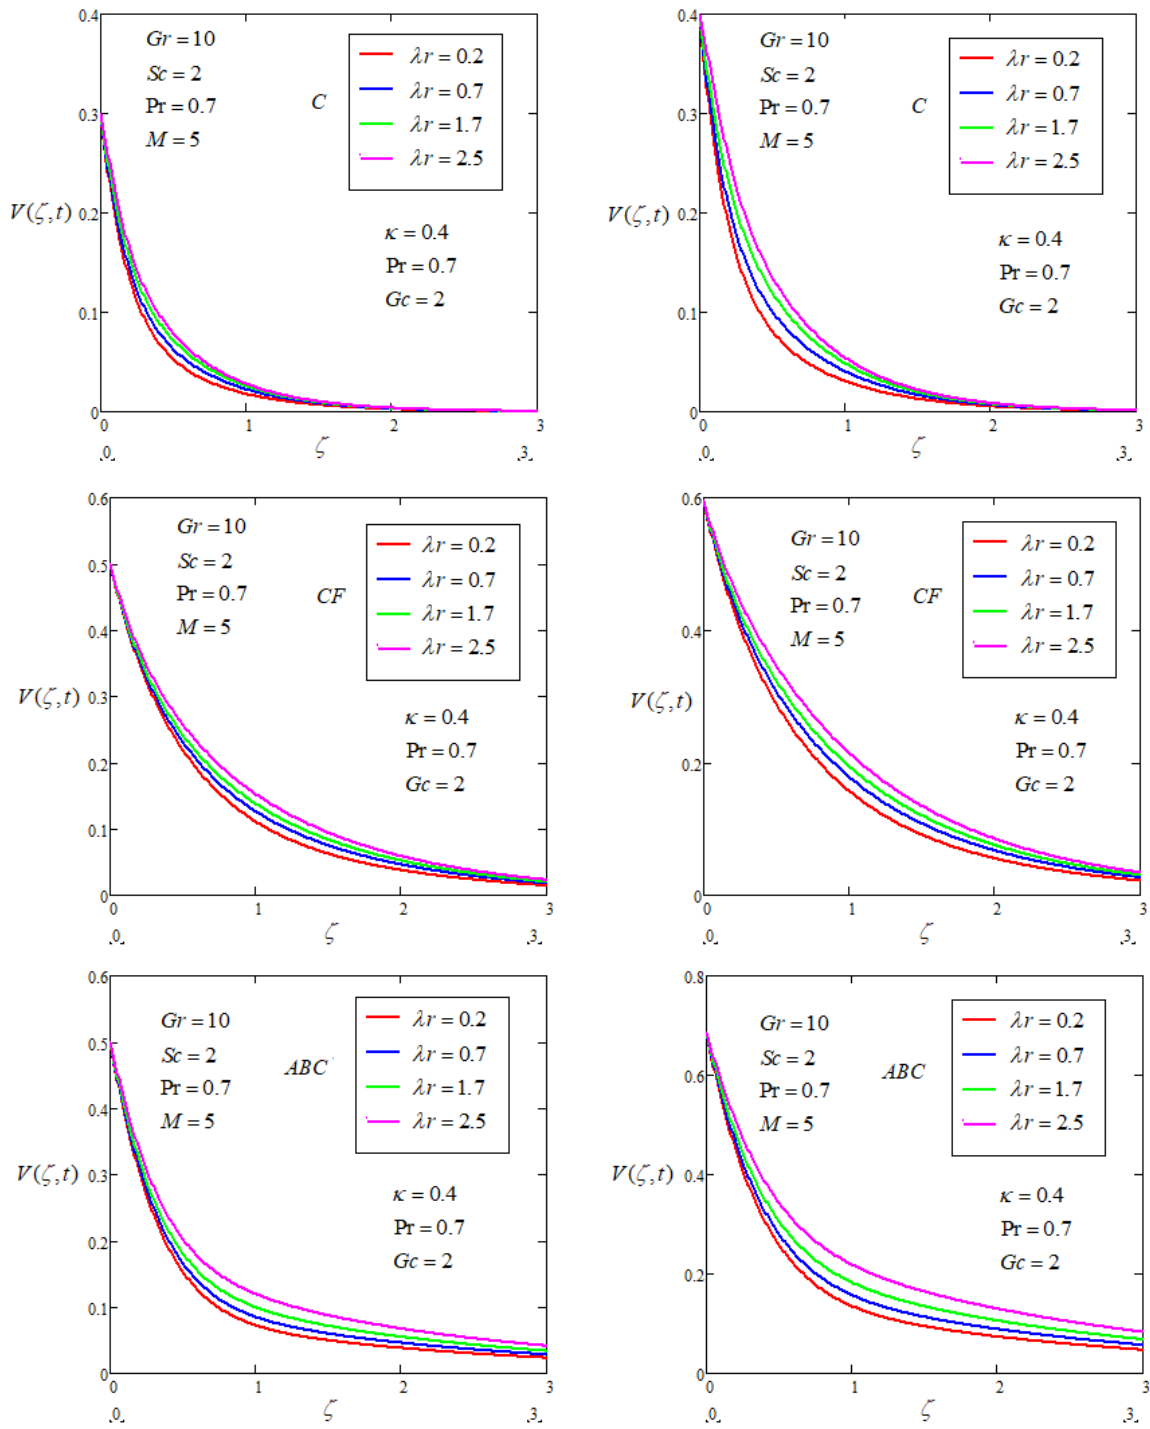 0.4
Gr = 10
Sc = 2
Pr = 0.7
M = 5
C
λr = 0.2
λr = 0.7
λr = 1.7
λr = 2.5
0.3
V(ζ,t)
0.2
κ = 0.4
Pr = 0.7
Gc = 2
0.1
0
0 1 2 3
0 ζ 3
0.4
Gr = 10
Sc = 2
Pr = 0.7
M = 5
C
λr = 0.2
λr = 0.7
λr = 1.7
λr = 2.5
0.3
V(ζ,t)
0.2
κ = 0.4
Pr = 0.7
Gc = 2
0.1
0
0 1 2 3
0 ζ 3
0.6
Gr = 10
Sc = 2
Pr = 0.7
M = 5
CF
λr = 0.2
λr = 0.7
λr = 1.7
λr = 2.5
0.5
0.4
0.3
V(ζ,t)
κ = 0.4
Pr = 0.7
Gc = 2
0.2
0.1
0
0 1 2 3
0 ζ 3
0.6
Gr = 10
Sc = 2
Pr = 0.7
M = 5
CF
λr = 0.2
λr = 0.7
λr = 1.7
λr = 2.5
0.4
V(ζ,t)
κ = 0.4
Pr = 0.7
Gc = 2
0.2
0
0 1 2 3
0 ζ 3
0.6
Gr = 10
Sc = 2
Pr = 0.7
M = 5
ABC
λr = 0.2
λr = 0.7
λr = 1.7
λr = 2.5
0.5
0.4
0.3
V(ζ,t)
κ = 0.4
Pr = 0.7
Gc = 2
0.2
0.1
0
0 1 2 3
0 ζ 3
0.8
Gr = 10
Sc = 2
Pr = 0.7
M = 5
ABC
λr = 0.2
λr = 0.7
λr = 1.7
λr = 2.5
0.6
0.4
V(ζ,t)
κ = 0.4
Pr = 0.7
Gc = 2
0.2
0
0 1 2 3
0 ζ 3